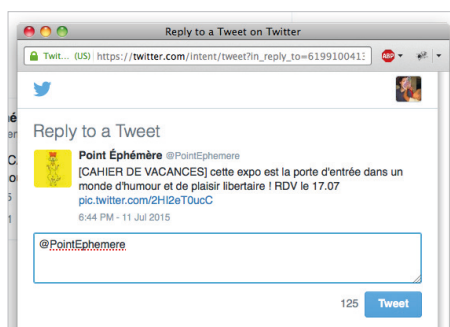 Reply to a Tweet on Twitter
Twit... (US) https://twitter.com/intent/tweet?in_reply_to=619910041
ABP
Reply to a Tweet
Point Éphémère @PointEphemere
[CAHIER DE VACANCES] cette expo est la porte d'entrée dans un
monde d'humour et de plaisir libertaire ! RDV le 17.07
pic.twitter.com/2HI2eT0ucC
6:44 PM - 11 Jul 2015
@PointEphemere
125 Tweet